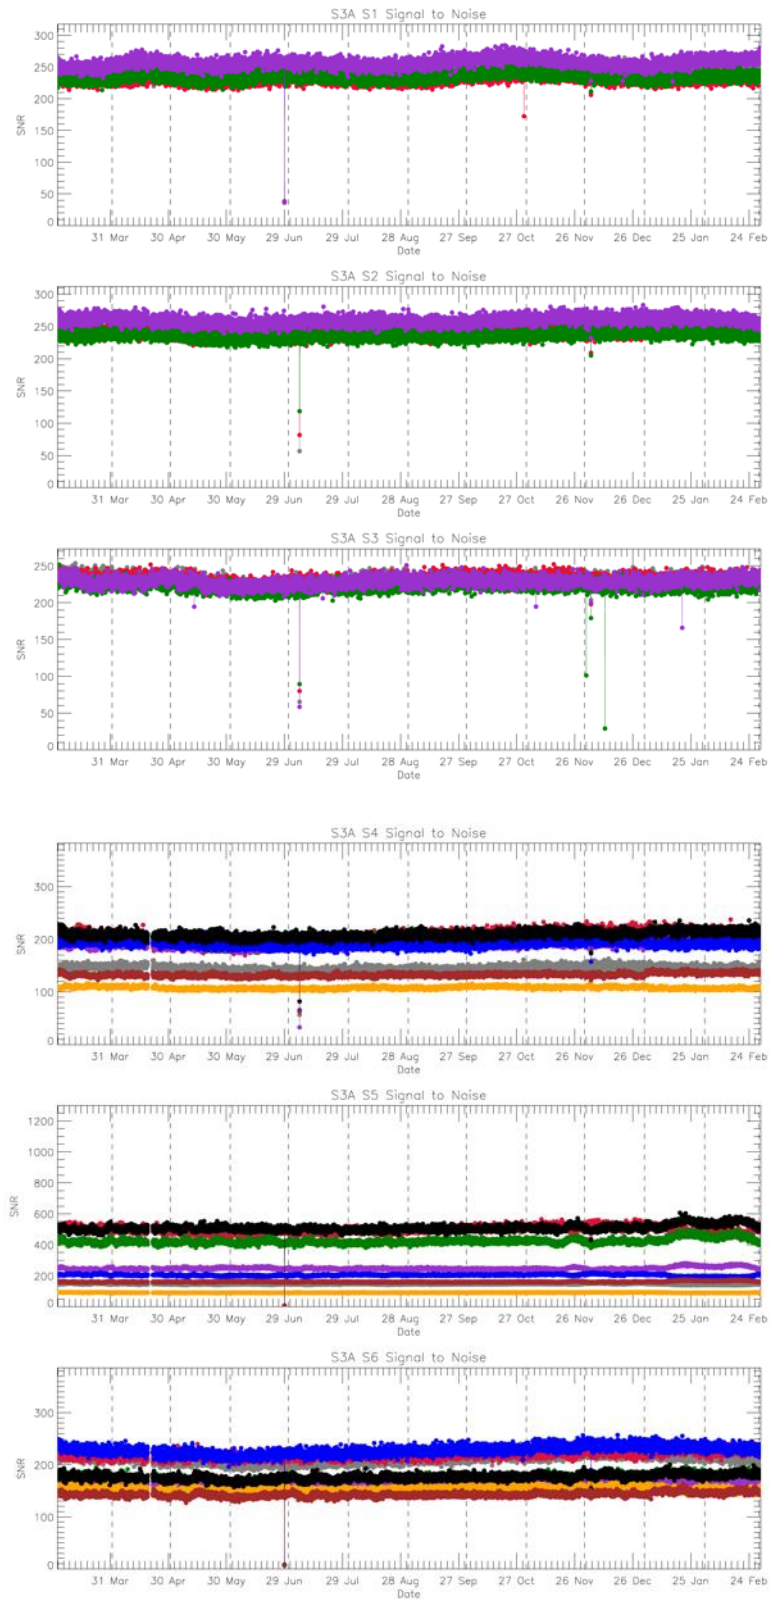 S3A S1 Signal to Noise
300
250
200
150
100
50
0
SNR
31 Mar 30 Apr 30 May 29 Jun 29 Jul 28 Aug 27 Sep 27 Oct 26 Nov 26 Dec 25 Jan 24 Feb
Date
S3A S2 Signal to Noise
300
250
200
150
100
50
0
SNR
31 Mar 30 Apr 30 May 29 Jun 29 Jul 28 Aug 27 Sep 27 Oct 26 Nov 26 Dec 25 Jan 24 Feb
Date
S3A S3 Signal to Noise
250
200
150
100
50
0
SNR
31 Mar 30 Apr 30 May 29 Jun 29 Jul 28 Aug 27 Sep 27 Oct 26 Nov 26 Dec 25 Jan 24 Feb
Date
S3A S4 Signal to Noise
300
200
100
0
SNR
31 Mar 30 Apr 30 May 29 Jun 29 Jul 28 Aug 27 Sep 27 Oct 26 Nov 26 Dec 25 Jan 24 Feb
Date
S3A S5 Signal to Noise
1200
1000
800
600
400
200
0
SNR
31 Mar 30 Apr 30 May 29 Jun 29 Jul 28 Aug 27 Sep 27 Oct 26 Nov 26 Dec 25 Jan 24 Feb
Date
S3A S6 Signal to Noise
300
200
100
0
SNR
31 Mar 30 Apr 30 May 29 Jun 29 Jul 28 Aug 27 Sep 27 Oct 26 Nov 26 Dec 25 Jan 24 Feb
Date